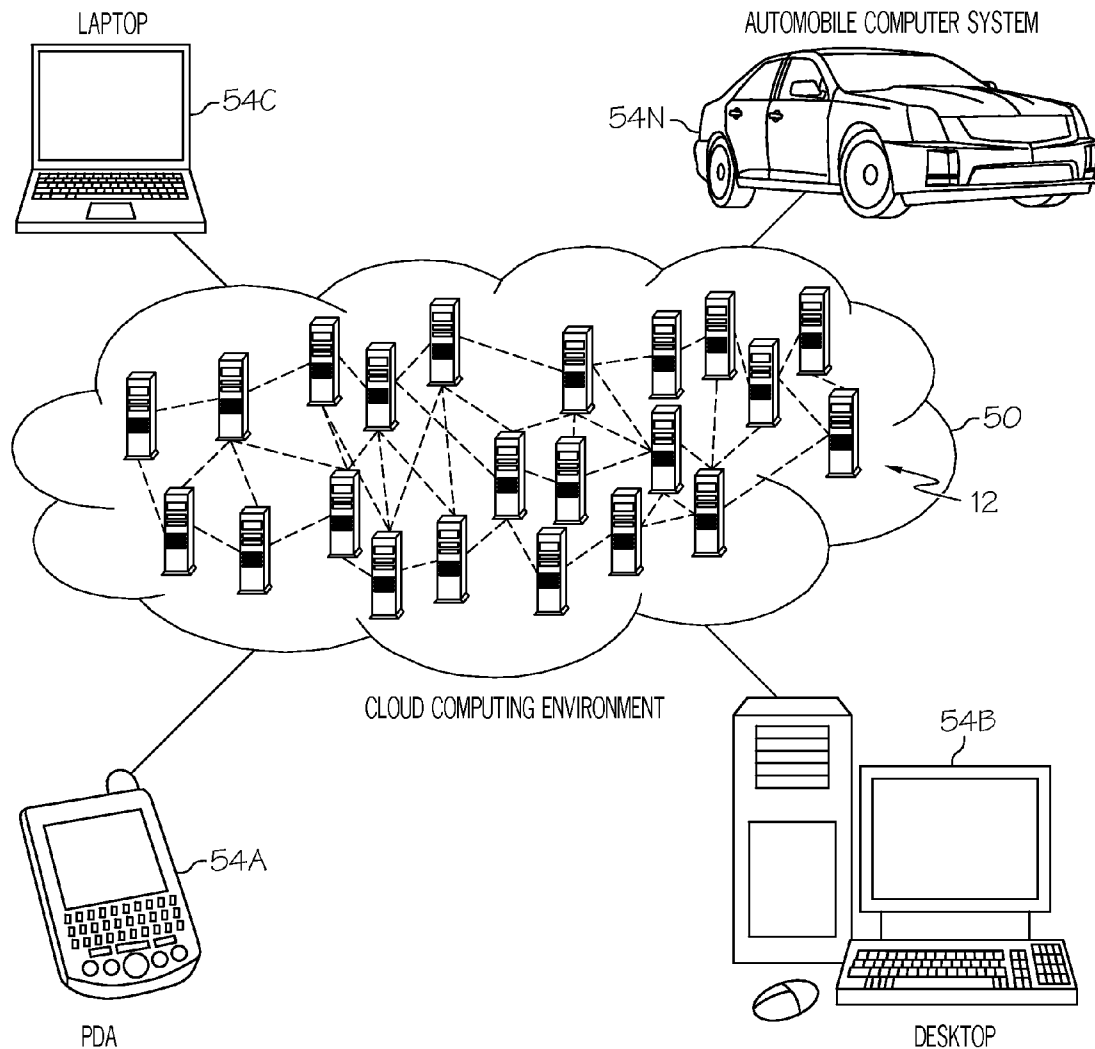 LAPTOP
AUTOMOBILE COMPUTER SYSTEM
54C
54N
50
12
CLOUD COMPUTING ENVIRONMENT
54B
54A
PDA
DESKTOP